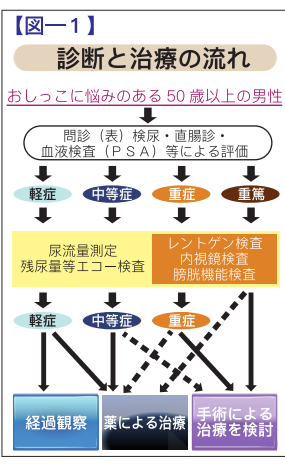 【図―１】
診断と治療の流れ
おしっこに悩みのある50歳以上の男性
問診（表）検尿・直腸診・
血液検査（ＰＳＡ）等による評価
軽症 中等症 重症 重篤
尿流量測定
残尿量等エコー検査
レントゲン検査
内視鏡検査
膀胱機能検査
軽症 中等症 重症
経過観察 薬による治療
手術による
治療を検討